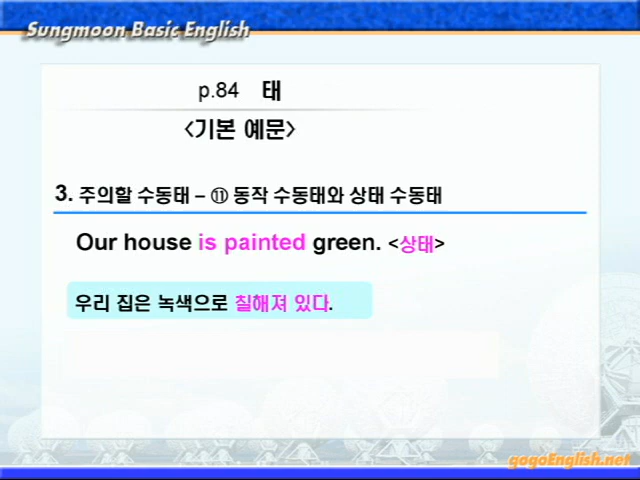 Sungmoon Basic English
p.84 태
<기본 예문>
3. 주의할 수동태 – ⑪ 동작 수동태와 상태 수동태
Our house is painted green. <상태>
우리 집은 녹색으로 칠해져 있다.
gogoEnglish.net